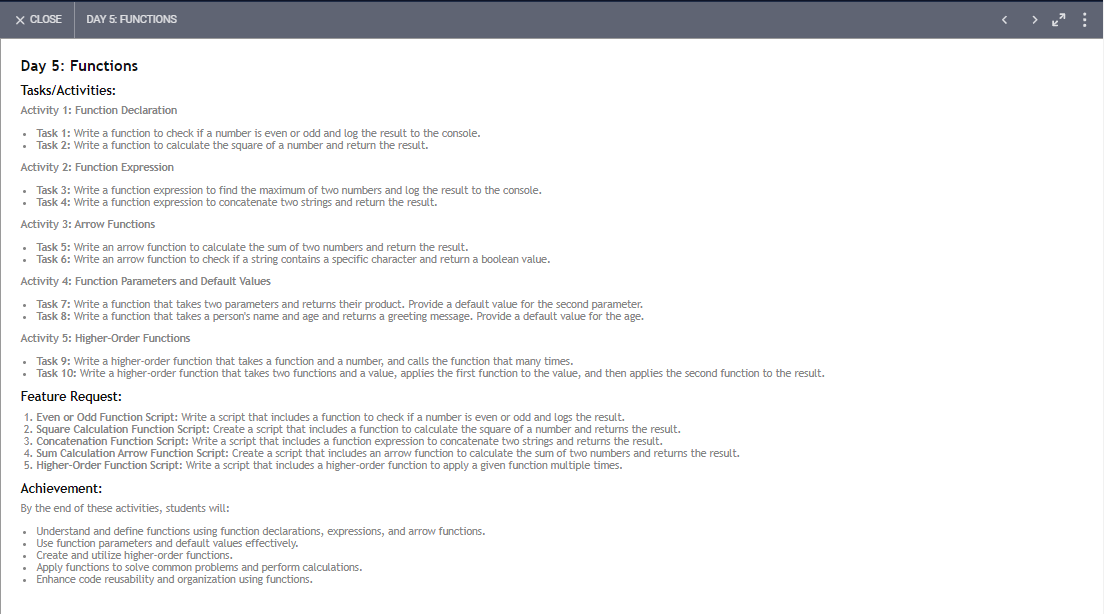 CLOSE
DAY 5: FUNCTIONS
Day 5: Functions
Tasks/Activities:
Activity 1: Function Declaration
• Task 1: Write a function to check if a number is even or odd and log the result to the console.
• Task 2: Write a function to calculate the square of a number and return the result.
Activity 2: Function Expression
• Task 3: Write a function expression to find the maximum of two numbers and log the result to the console.
• Task 4: Write a function expression to concatenate two strings and return the result.
Activity 3: Arrow Functions
• Task 5: Write an arrow function to calculate the sum of two numbers and return the result.
• Task 6: Write an arrow function to check if a string contains a specific character and return a boolean value.
Activity 4: Function Parameters and Default Values
• Task 7: Write a function that takes two parameters and returns their product. Provide a default value for the second parameter.
• Task 8: Write a function that takes a person's name and age and returns a greeting message. Provide a default value for the age.
Activity 5: Higher-Order Functions
• Task 9: Write a higher-order function that takes a function and a number, and calls the function that many times.
• Task 10: Write a higher-order function that takes two functions and a value, applies the first function to the value, and then applies the second function to the result.
Feature Request:
1. Even or Odd Function Script: Write a script that includes a function to check if a number is even or odd and logs the result.
2. Square Calculation Function Script: Create a script that includes a function to calculate the square of a number and returns the result.
3. Concatenation Function Script: Write a script that includes a function expression to concatenate two strings and returns the result.
4. Sum Calculation Arrow Function Script: Create a script that includes an arrow function to calculate the sum of two numbers and returns the result.
5. Higher-Order Function Script: Write a script that includes a higher-order function to apply a given function multiple times.
Achievement:
By the end of these activities, students will:
• Understand and define functions using function declarations, expressions, and arrow functions.
• Use function parameters and default values effectively.
• Create and utilize higher-order functions.
• Apply functions to solve common problems and perform calculations.
• Enhance code reusability and organization using functions.